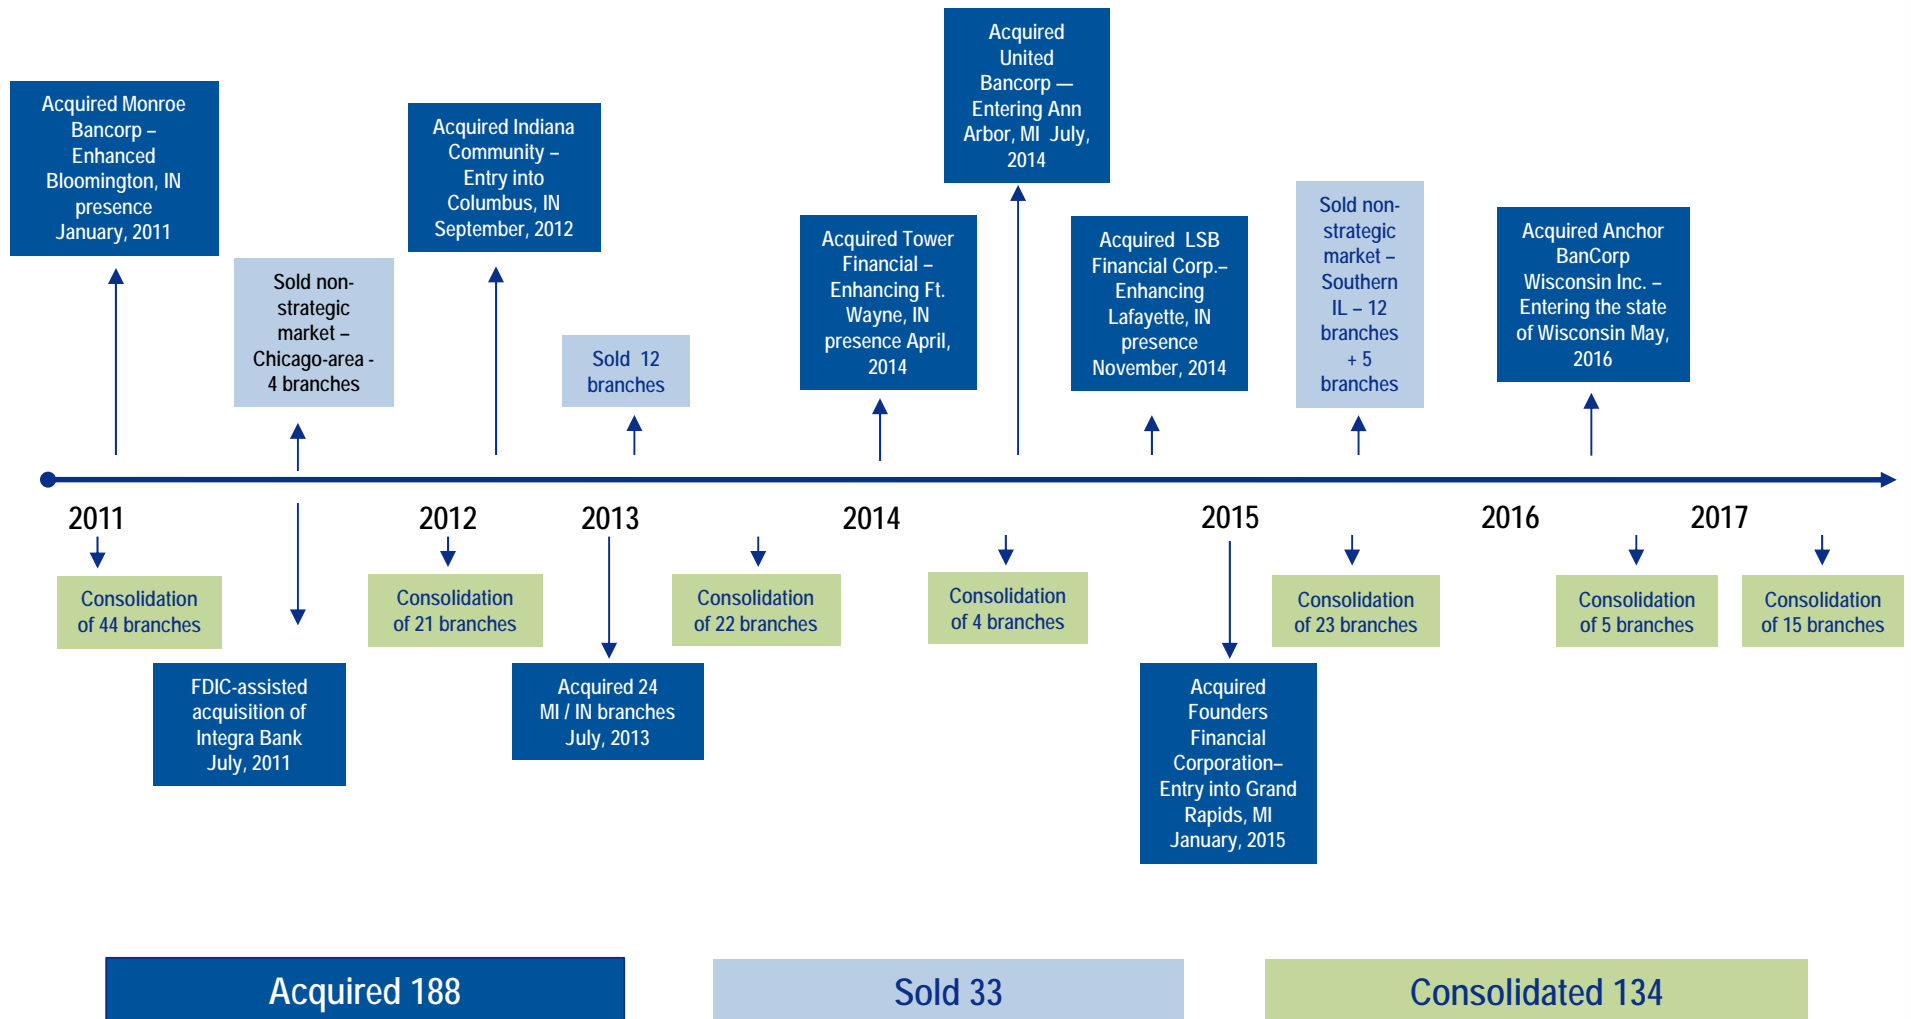 Acquired Monroe
Bancorp –
Enhanced
Bloomington, IN
presence
January, 2011
Sold non-
strategic
market –
Chicago-area -
4 branches
Acquired Indiana
Community –
Entry into
Columbus, IN
September, 2012
Sold 12
branches
Acquired Tower
Financial –
Enhancing Ft.
Wayne, IN
presence April,
2014
Acquired
United
Bancorp —
Entering Ann
Arbor, MI July,
2014
Acquired LSB
Financial Corp.–
Enhancing
Lafayette, IN
presence
November, 2014
Sold non-
strategic
market –
Southern
IL – 12
branches
+ 5
branches
Acquired Anchor
BanCorp
Wisconsin Inc. –
Entering the state
of Wisconsin May,
2016
2011
2012
2013
2014
2015
2016
2017
Consolidation
of 44 branches
Consolidation
of 21 branches
Consolidation
of 22 branches
Consolidation
of 4 branches
Consolidation
of 23 branches
Consolidation
of 5 branches
Consolidation
of 15 branches
FDIC-assisted
acquisition of
Integra Bank
July, 2011
Acquired 24
MI / IN branches
July, 2013
Acquired
Founders
Financial
Corporation–
Entry into Grand
Rapids, MI
January, 2015
Acquired 188
Sold 33
Consolidated 134